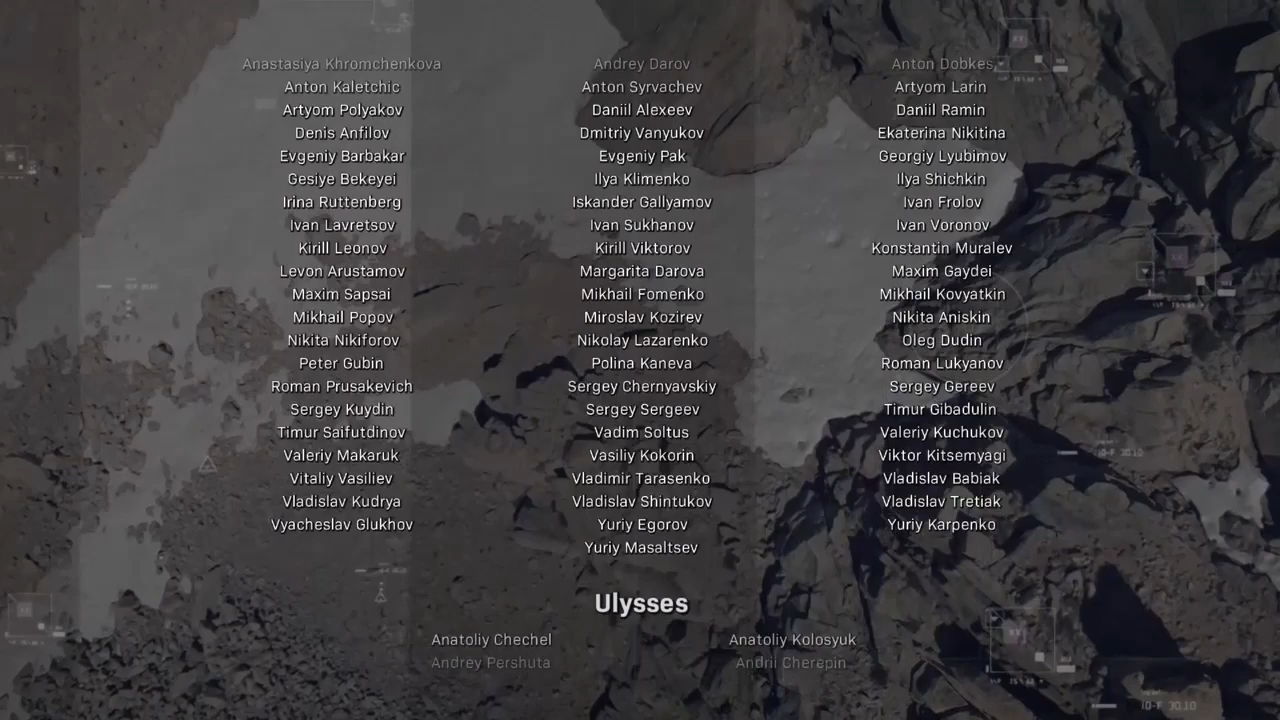 Anastasiya Khromchenkova Andrey Darov Anton Dobkes
Anton Kaletchic Anton Syrvachev Artyom Larin
Artyom Polyakov Daniil Alexeev Daniil Ramin
Denis Anfilov Dmitriy Vanyukov Ekaterina Nikitina
Evgeniy Barbakar Evgeniy Pak Georgiy Lyubimov
Gesiye Bekeyei Ilya Klimenko Ilya Shichkin
Irina Ruttenberg Iskander Gallyamov Ivan Frolov
Ivan Lavretsov Ivan Sukhanov Ivan Voronov
Kirill Leonov Kirill Viktorov Konstantin Muralev
Levon Arustamov Margarita Darova Maxim Gaydei
Maxim Sapsai Mikhail Fomenko Mikhail Kovyatkin
Mikhail Popov Miroslav Kozirev Nikita Aniskin
Nikita Nikiforov Nikolay Lazarenko Oleg Dudin
Peter Gubin Polina Kaneva Roman Lukyanov
Roman Prusakevich Sergey Chernyavskiy Sergey Gereev
Sergey Kuydin Sergey Sergeev Timur Gibadulin
Timur Saifutdinov Vadim Soltus Valeriy Kuchukov
Valeriy Makaruk Vasiliy Kokorin Viktor Kitsemyagi
Vitaliy Vasiliev Vladimir Tarasenko Vladislav Babiak
Vladislav Kudrya Vladislav Shintukov Vladislav Tretiak
Vyacheslav Glukhov Yuriy Egorov Yuriy Karpenko
Yuriy Masaltsev
Ulysses
Anatoliy Chechel Anatoliy Kolosyuk
Andrey Pershuta Andrii Cherepin
ID-F 30.10